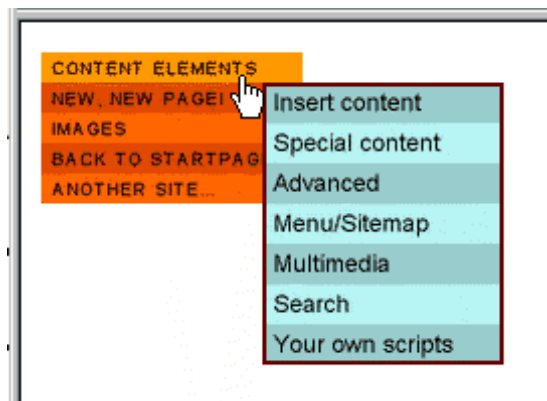 CONTENT ELEMENTS
NEW, NEW PAGE!
IMAGES
BACK TO STARTPAG
ANOTHER SITE...
Insert content
Special content
Advanced
Menu/Sitemap
Multimedia
Search
Your own scripts